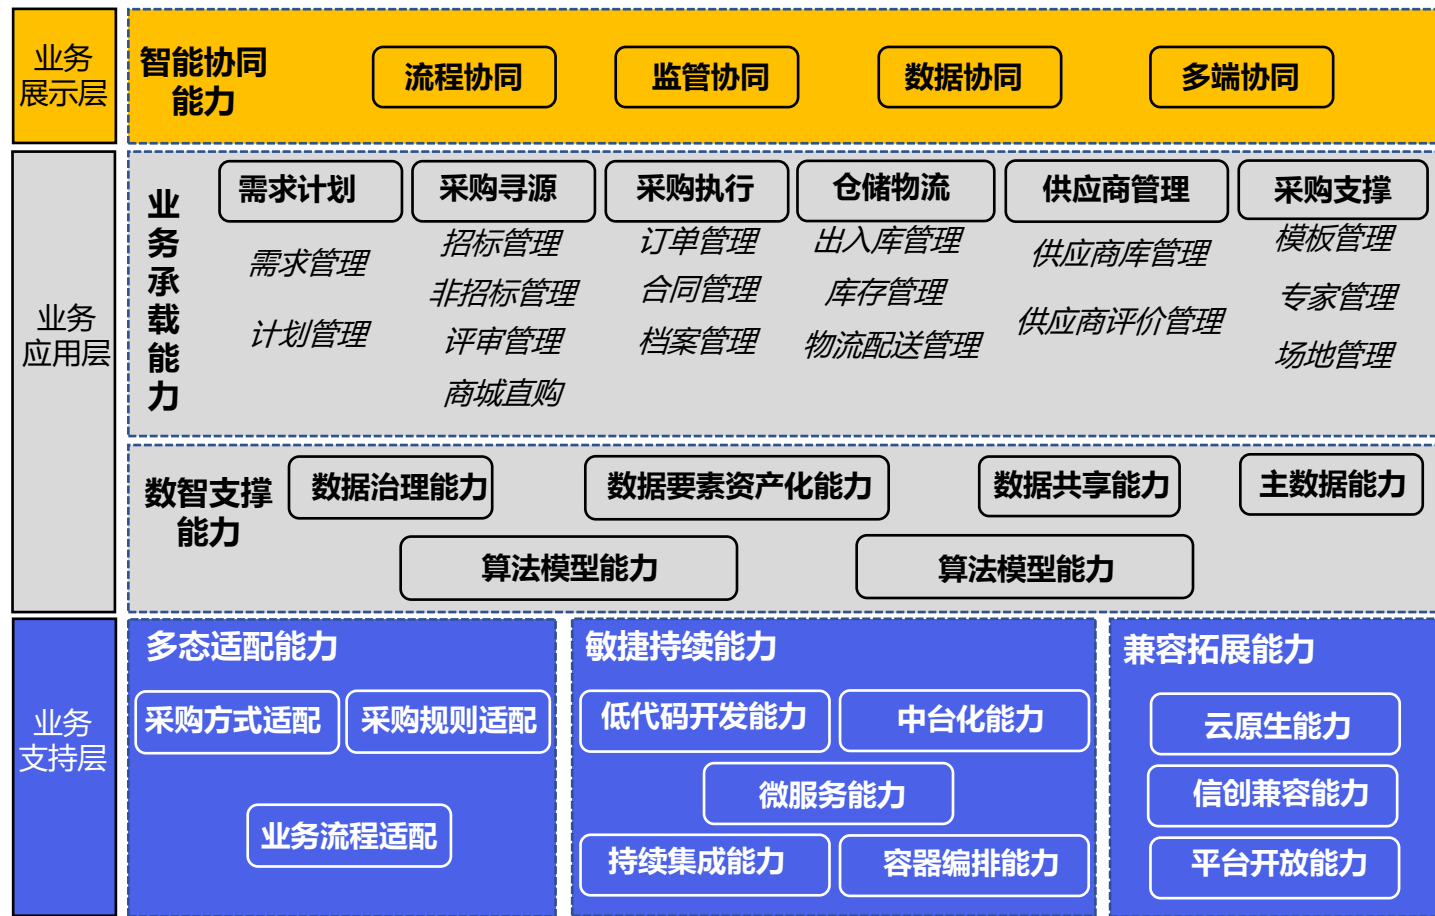 业务
展示层
智能协同
能力
流程协同
监管协同
数据协同
多端协同
业务
应用层
业
务
承
载
能
力
需求计划
采购寻源
采购执行
仓储物流
供应商管理
采购支撑
需求管理
计划管理
招标管理
非招标管理
评审管理
商城直购
订单管理
合同管理
档案管理
出入库管理
库存管理
物流配送管理
供应商库管理
供应商评价管理
模板管理
专家管理
场地管理
数智支撑
能力
数据治理能力
数据要素资产化能力
数据共享能力
主数据能力
算法模型能力
算法模型能力
业务
支持层
多态适配能力
采购方式适配
采购规则适配
业务流程适配
敏捷持续能力
低代码开发能力
中台化能力
微服务能力
持续集成能力
容器编排能力
兼容拓展能力
云原生能力
信创兼容能力
平台开放能力